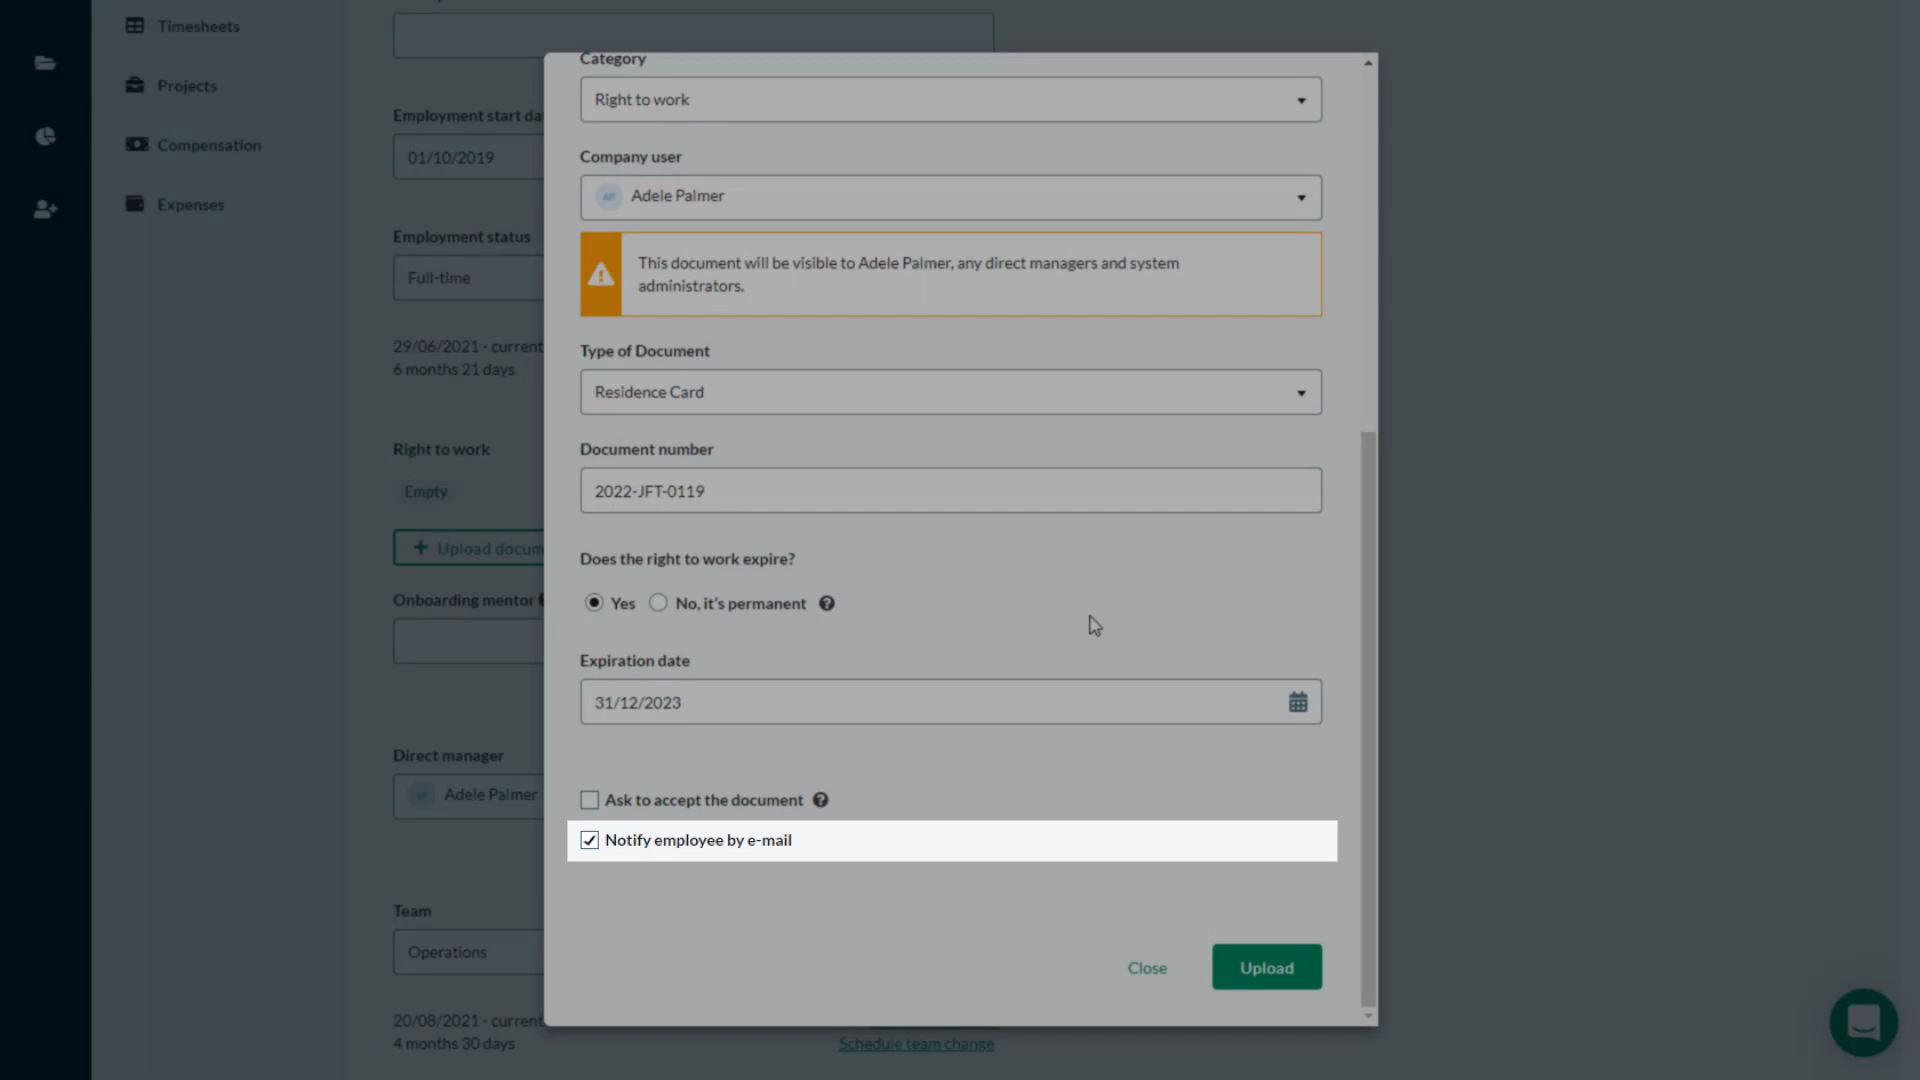 Timesheets
Projects
Compensation
Expenses
Employment start da
01/10/2019
Employment status
Full-time
29/06/2021 - current
6 months 21 days
Right to work
Empty
+ Upload docum
Onboarding mentor
Direct manager
Adele Palmer
Team
Operations
20/08/2021 - current
4 months 30 days
Schedule team change
Category
Right to work
Company user
AP Adele Palmer
This document will be visible to Adele Palmer, any direct managers and system
administrators.
Type of Document
Residence Card
Document number
2022-JFT-0119
Does the right to work expire?
Yes No, it's permanent ?
Expiration date
31/12/2023
Ask to accept the document ?
Notify employee by e-mail
Close Upload